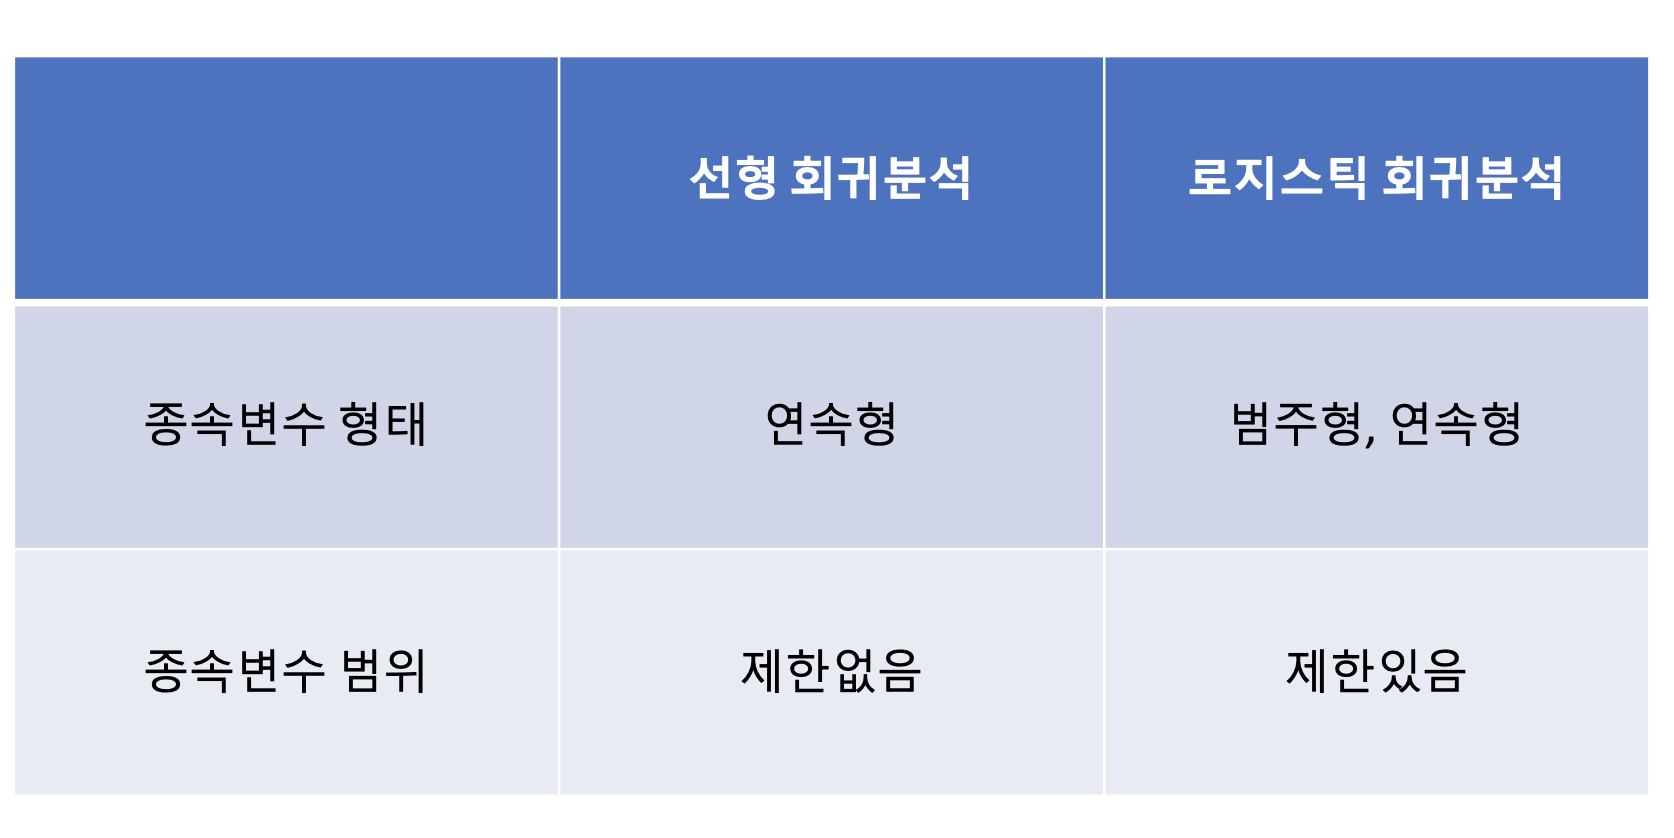 선형 회귀분석 로지스틱 회귀분석
종속변수 형태 연속형 범주형, 연속형
종속변수 범위 제한없음 제한있음